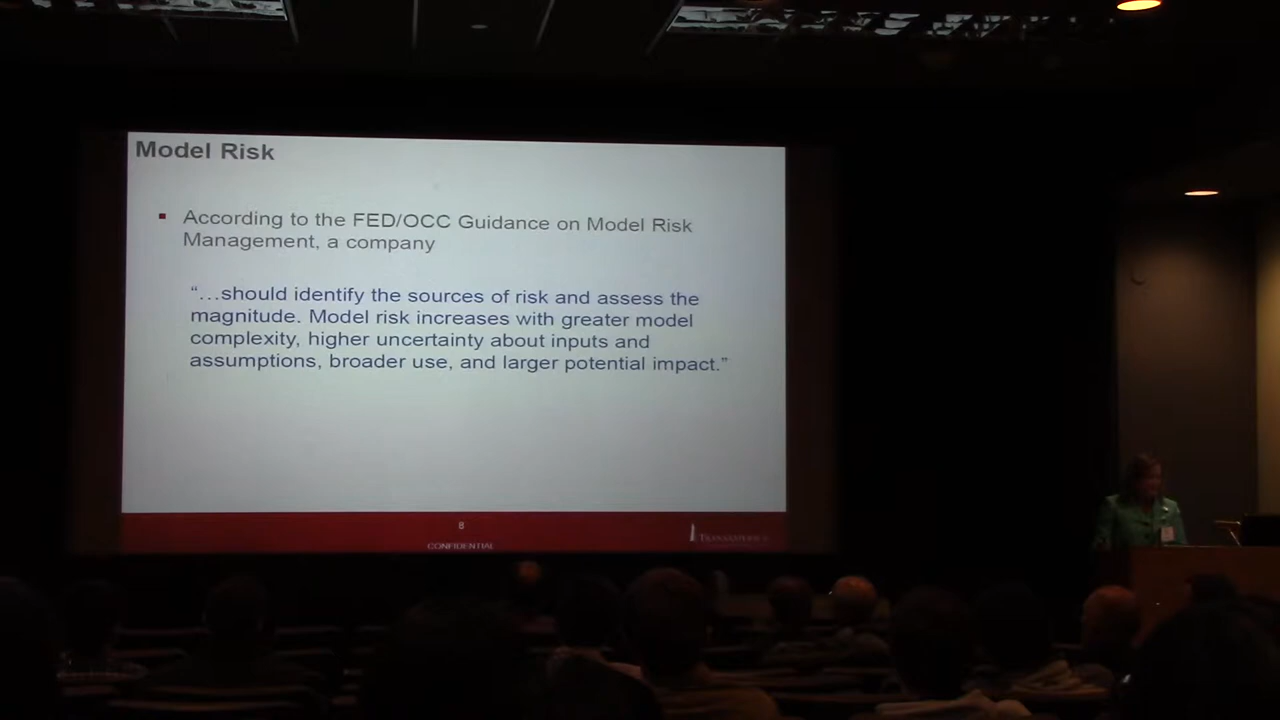 Model Risk
According to the FED/OCC Guidance on Model Risk
Management, a company
“…should identify the sources of risk and assess the
magnitude. Model risk increases with greater model
complexity, higher uncertainty about inputs and
assumptions, broader use, and larger potential impact.”
8
CONFIDENTIAL
TRANSAMERICA